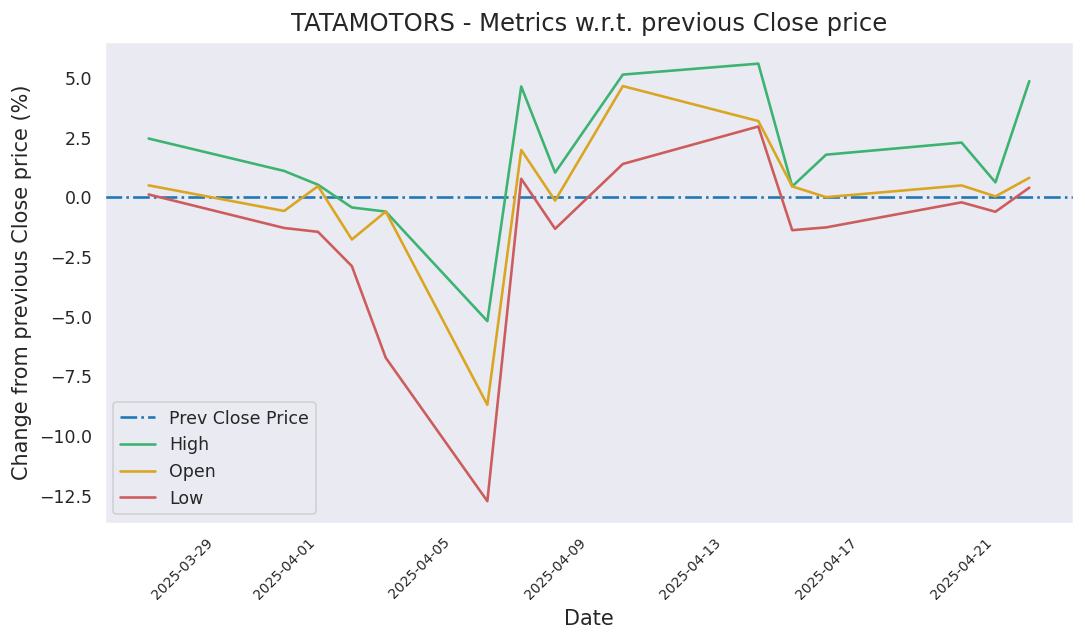 TATAMOTORS - Metrics w.r.t. previous Close price
Change from previous Close price (%)
5.0
2.5
0.0
−2.5
−5.0
−7.5
−10.0
−12.5
Prev Close Price
High
Open
Low
2025-03-29
2025-04-01
2025-04-05
2025-04-09
2025-04-13
2025-04-17
2025-04-21
Date